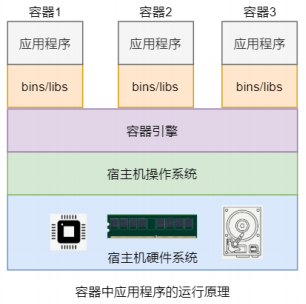 容器1 容器2 容器3
应用程序 应用程序 应用程序
bins/libs bins/libs bins/libs
容器引擎
宿主机操作系统
宿主机硬件系统
容器中应用程序的运行原理